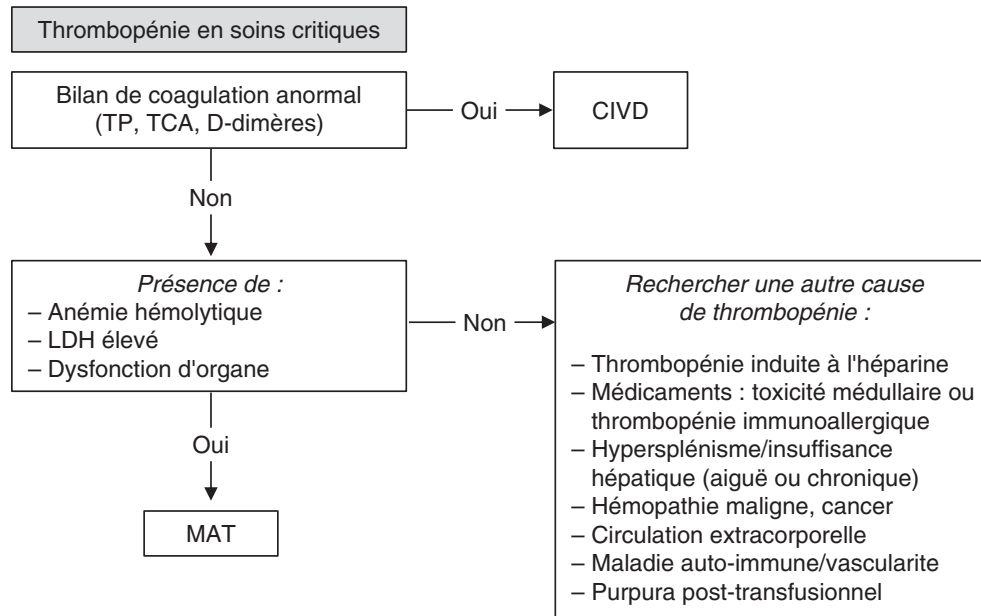 Thrombopénie en soins critiques
Bilan de coagulation anormal
(TP, TCA, D-dimères)
Oui
CIVD
Non
Présence de :
– Anémie hémolytique
– LDH élevé
– Dysfonction d'organe
Non
Rechercher une autre cause
de thrombopénie :
– Thrombopénie induite à l'héparine
– Médicaments : toxicité médullaire ou
thrombopénie immunoallergique
– Hypersplénisme/insuffisance
hépatique (aiguë ou chronique)
– Hémopathie maligne, cancer
– Circulation extracorporelle
– Maladie auto-immune/vascularite
– Purpura post-transfusionnel
Oui
MAT